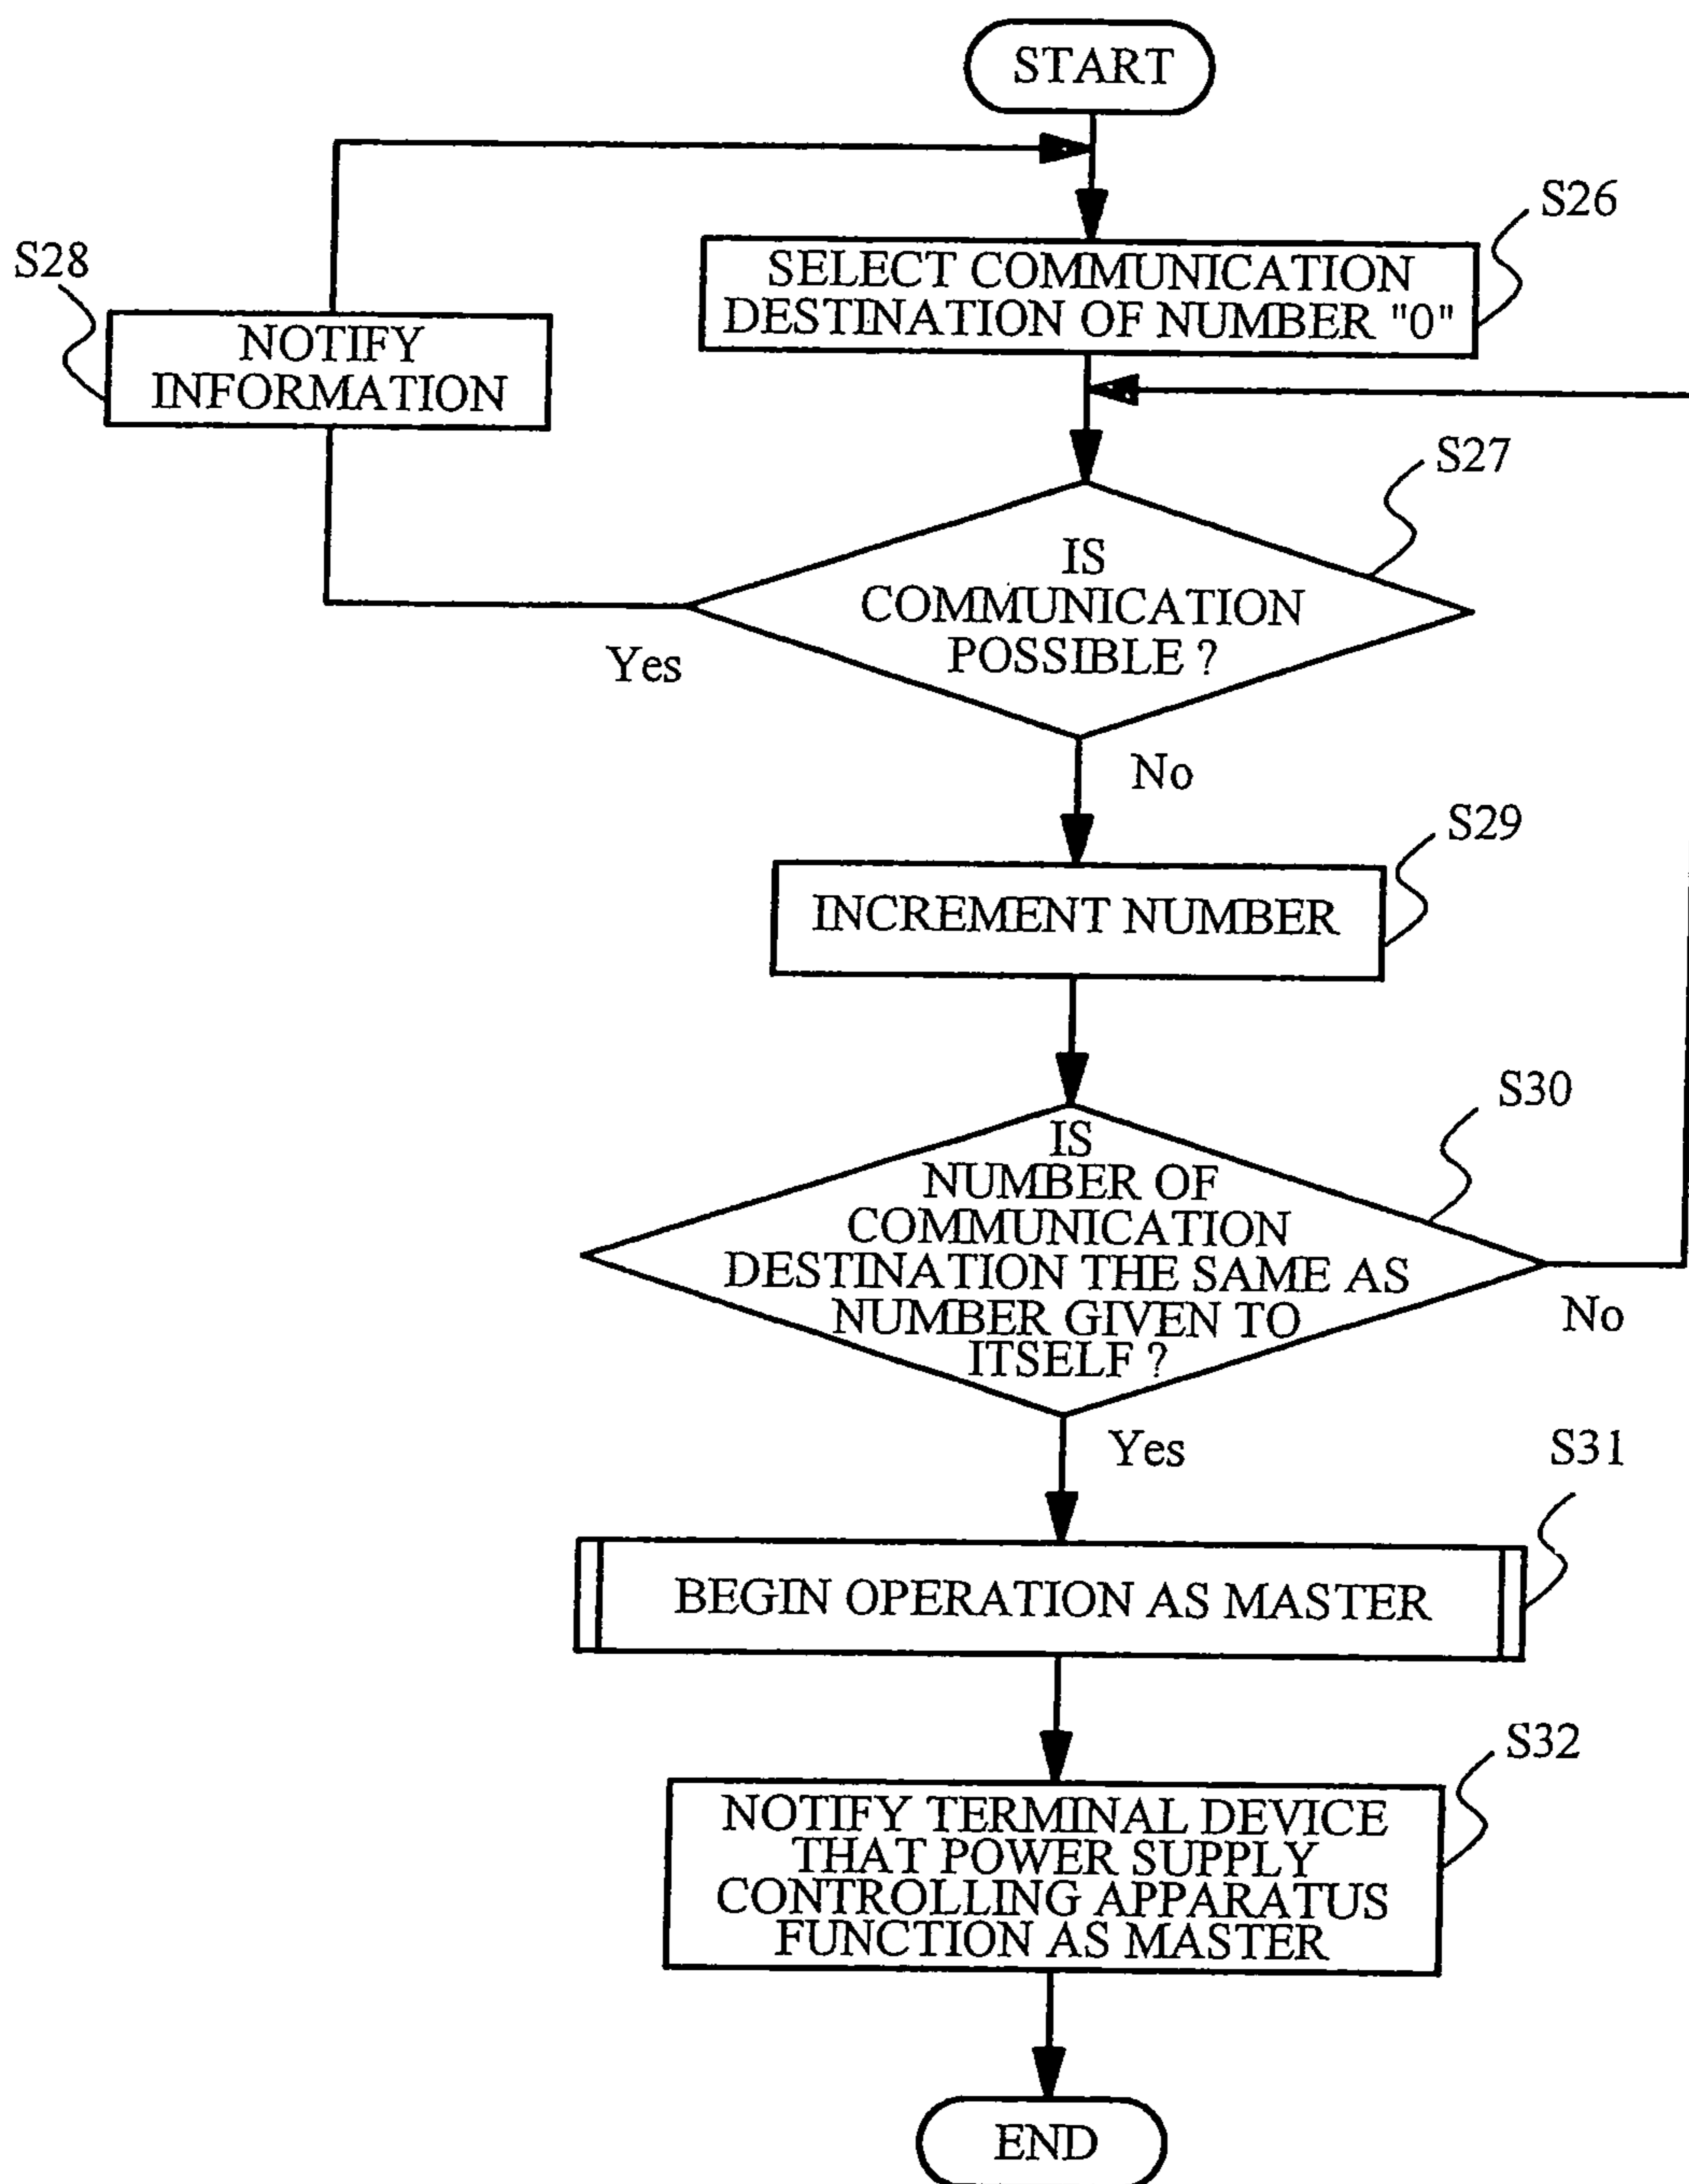 START
S26
SELECT COMMUNICATION
DESTINATION OF NUMBER "0"
S28
NOTIFY
INFORMATION
S27
IS
COMMUNICATION
POSSIBLE ?
Yes
No
S29
INCREMENT NUMBER
S30
IS
NUMBER OF
COMMUNICATION
DESTINATION THE SAME AS
NUMBER GIVEN TO
ITSELF ?
No
Yes
S31
BEGIN OPERATION AS MASTER
S32
NOTIFY TERMINAL DEVICE
THAT POWER SUPPLY
CONTROLLING APPARATUS
FUNCTION AS MASTER
END